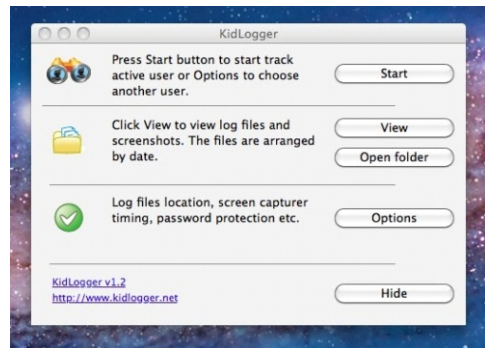 KidLogger
Press Start button to start track
active user or Options to choose
another user.
Start
Click View to view log files and
screenshots. The files are arranged
by date.
View
Open folder
Log files location, screen capturer
timing, password protection etc.
Options
KidLogger v1.2
http://www.kidlogger.net
Hide